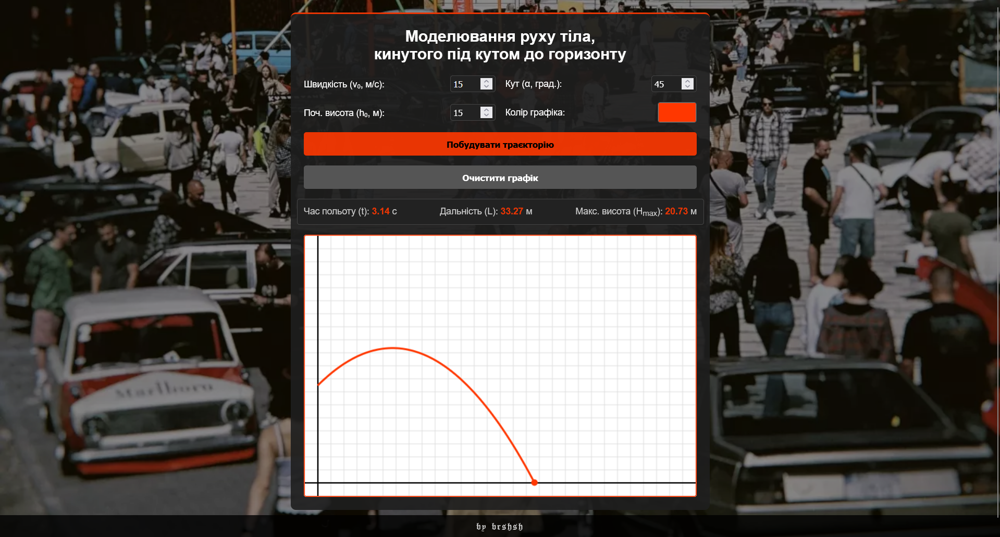 Моделювання руху тіла,
кинутого під кутом до горизонту
Швидкість (v₀, м/с): 15 Кут (α, град.): 45
Поч. висота (h₀, м): 15 Колір графіка:
Побудувати траєкторію
Очистити графік
Час польоту (t): 3.14 с Дальність (L): 33.27 м Макс. висота (Hmax): 20.73 м
Marlboro
by brshsh